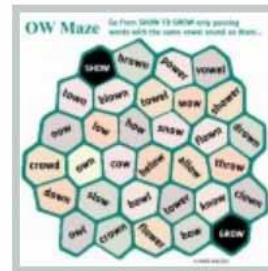 OW Maze
Go from SHOW TO GROW only passing
words with the same vowel sound as them...
SHOW
brown
power
vowel
town
blown
towel
wow
shower
low
how
snow
flown
drown
crowd
own
cow
below
allow
throw
down
slow
bowl
tower
know
clown
owl
crown
flower
bow
GROW